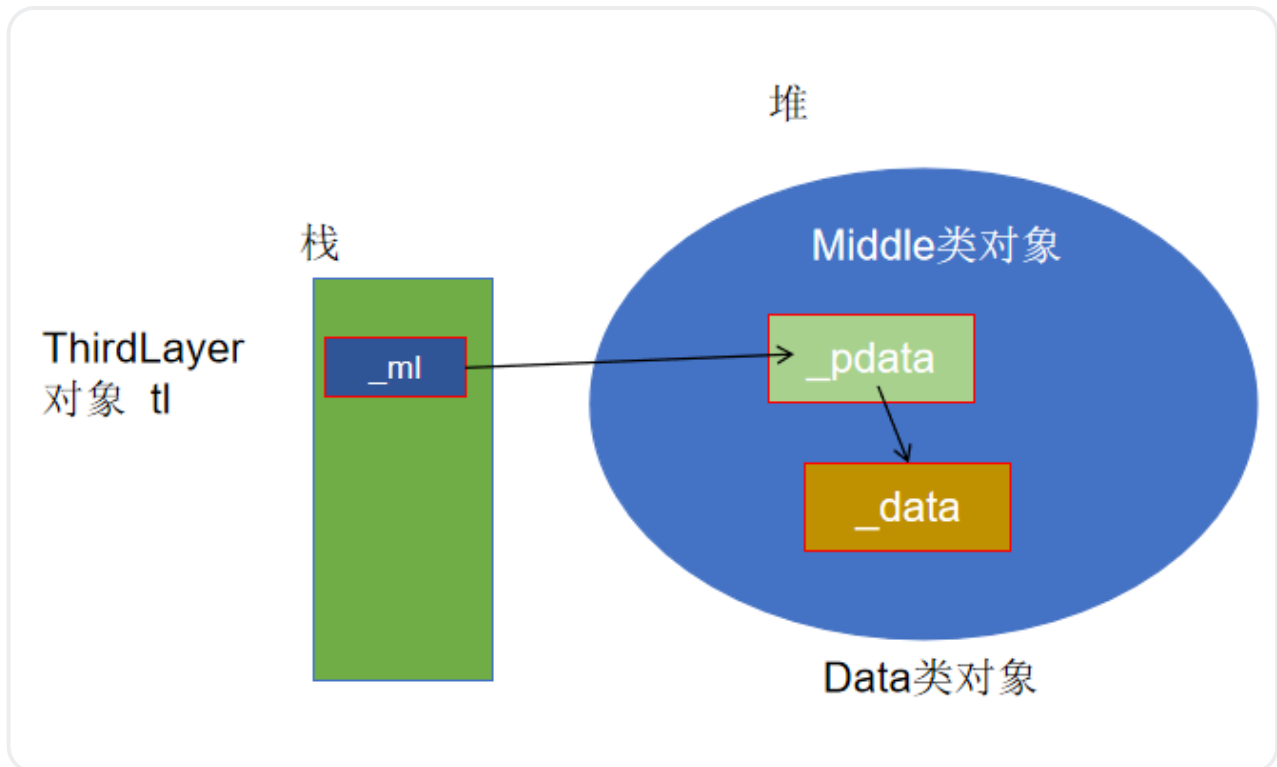 堆
栈
Middle类对象
ThirdLayer
对象 tl
_ml
_pdata
_data
Data类对象